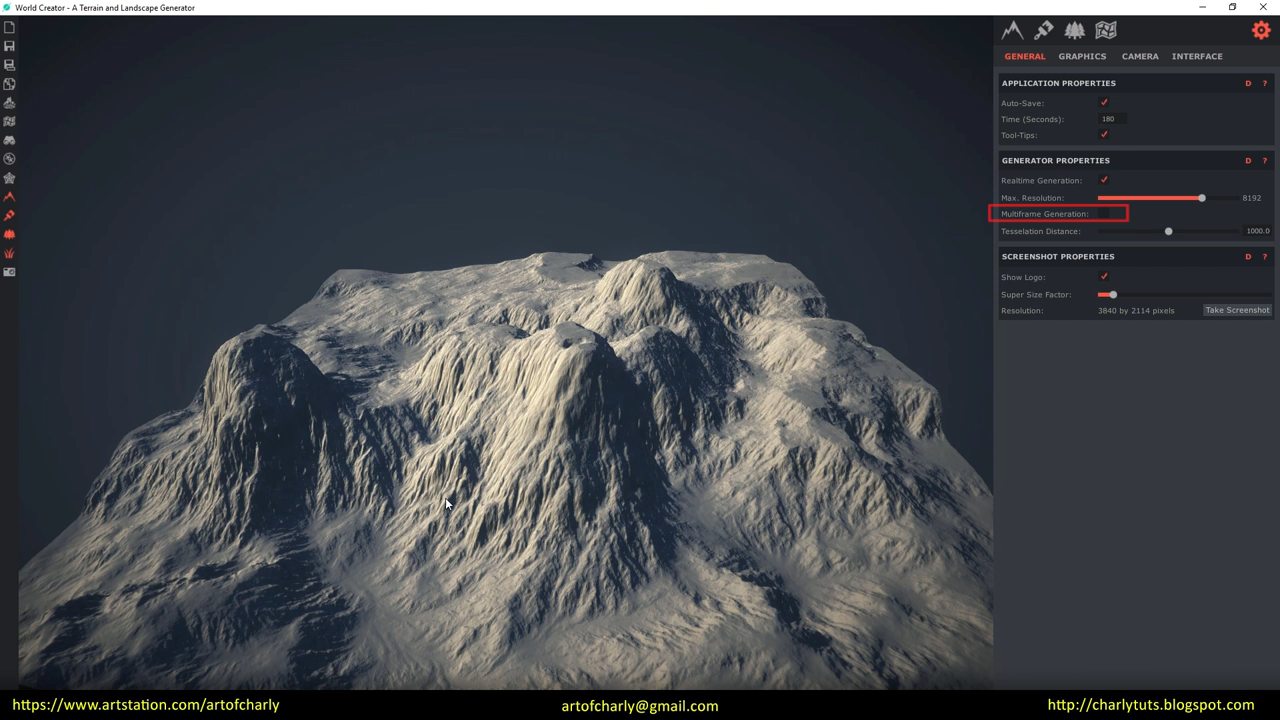 World Creator - A Terrain and Landscape Generator
GENERAL GRAPHICS CAMERA INTERFACE
APPLICATION PROPERTIES D ?
Auto-Save:
Time (Seconds): 180
Tool-Tips:
GENERATOR PROPERTIES D ?
Realtime Generation:
Max. Resolution: 8192
Multiframe Generation:
Tesselation Distance: 1000.0
SCREENSHOT PROPERTIES D ?
Show Logo:
Super Size Factor:
Resolution: 3840 by 2114 pixels Take Screenshot
https://www.artstation.com/artofcharly artofcharly@gmail.com http://charlytuts.blogspot.com